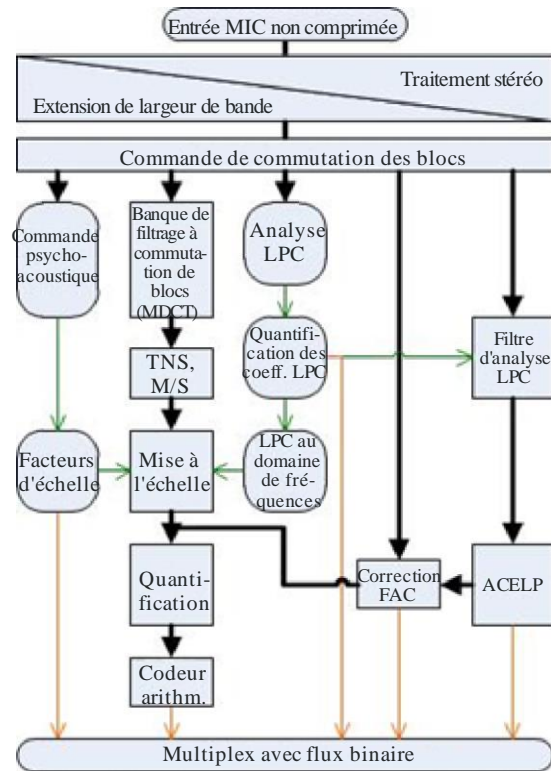 Entrée MIC non comprimée
Traitement stéréo
Extension de largeur de bande
Commande de commutation des blocs
Commande
psycho-
acoustique
Banque de
filtrage à
commuta-
tion de
blocs
(MDCT)
Analyse
LPC
Quantifi-
cation des
coeff. LPC
Filtre
d'analyse
LPC
TNS,
M/S
Facteurs
d'échelle
Mise à
l'échelle
LPC au
domaine
de fré-
quences
Quanti-
fication
Correction
FAC
ACELP
Codeur
arithm.
Multiplex avec flux binaire